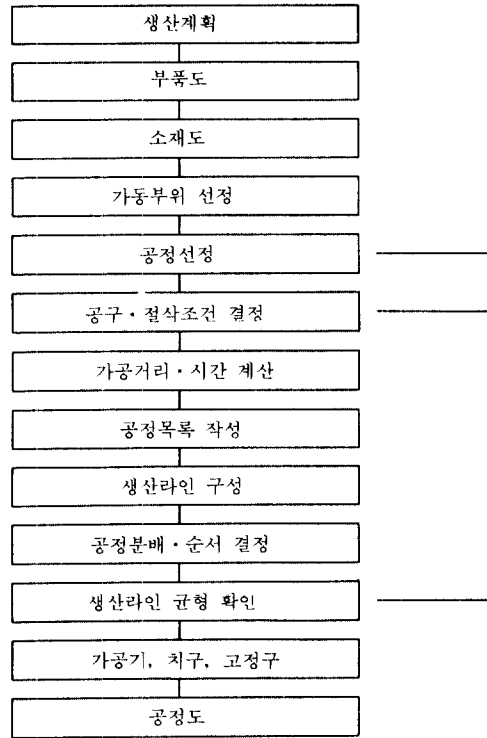 생산계획
부품도
소재도
가동부위 선정
공정선정
공구·절삭조건 결정
가공거리·시간 계산
공정목록 작성
생산라인 구성
공정분배·순서 결정
생산라인 균형 확인
가공기, 치구, 고정구
공정도